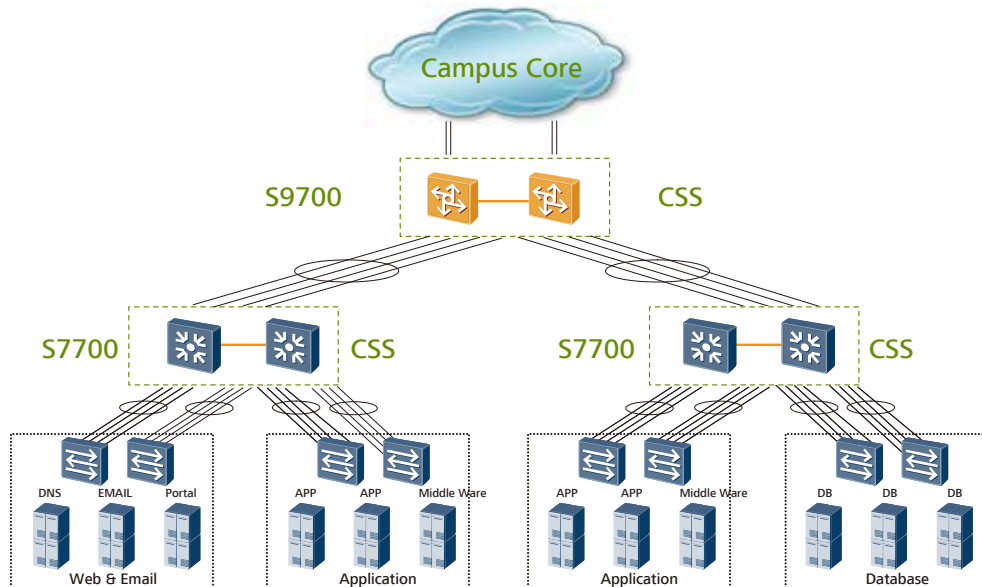 Campus Core
S9700 CSS
S7700 CSS S7700 CSS
DNS EMAIL Portal APP APP Middle Ware APP APP Middle Ware DB DB DB
Web & Email Application Application Database